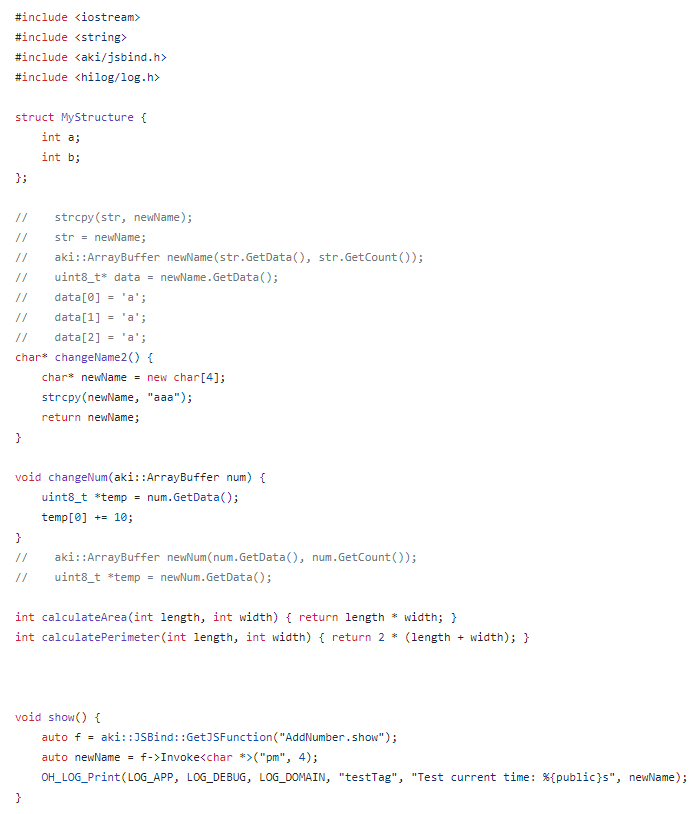 #include <iostream>
#include <string>
#include <aki/jsbind.h>
#include <hilog/log.h>

struct MyStructure {
    int a;
    int b;
};

//    strcpy(str, newName);
//    str = newName;
//    aki::ArrayBuffer newName(str.GetData(), str.GetCount());
//    uint8_t* data = newName.GetData();
//    data[0] = 'a';
//    data[1] = 'a';
//    data[2] = 'a';
char* changeName2() {
    char* newName = new char[4];
    strcpy(newName, "aaa");
    return newName;
}

void changeNum(aki::ArrayBuffer num) {
    uint8_t *temp = num.GetData();
    temp[0] += 10;
}
//    aki::ArrayBuffer newNum(num.GetData(), num.GetCount());
//    uint8_t *temp = newNum.GetData();

int calculateArea(int length, int width) { return length * width; }
int calculatePerimeter(int length, int width) { return 2 * (length + width); }

void show() {
    auto f = aki::JSBind::GetJSFunction("AddNumber.show");
    auto newName = f->Invoke<char *>("pm", 4);
    OH_LOG_Print(LOG_APP, LOG_DEBUG, LOG_DOMAIN, "testTag", "Test current time: %{public}s", newName);
}